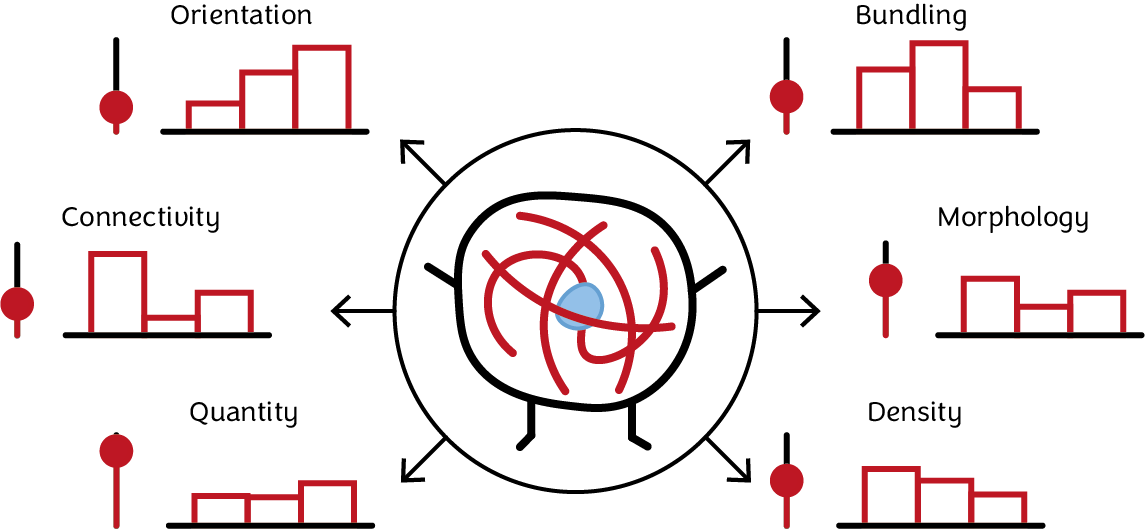 Orientation
Bundling
Connectivity
Morphology
Quantity
Density